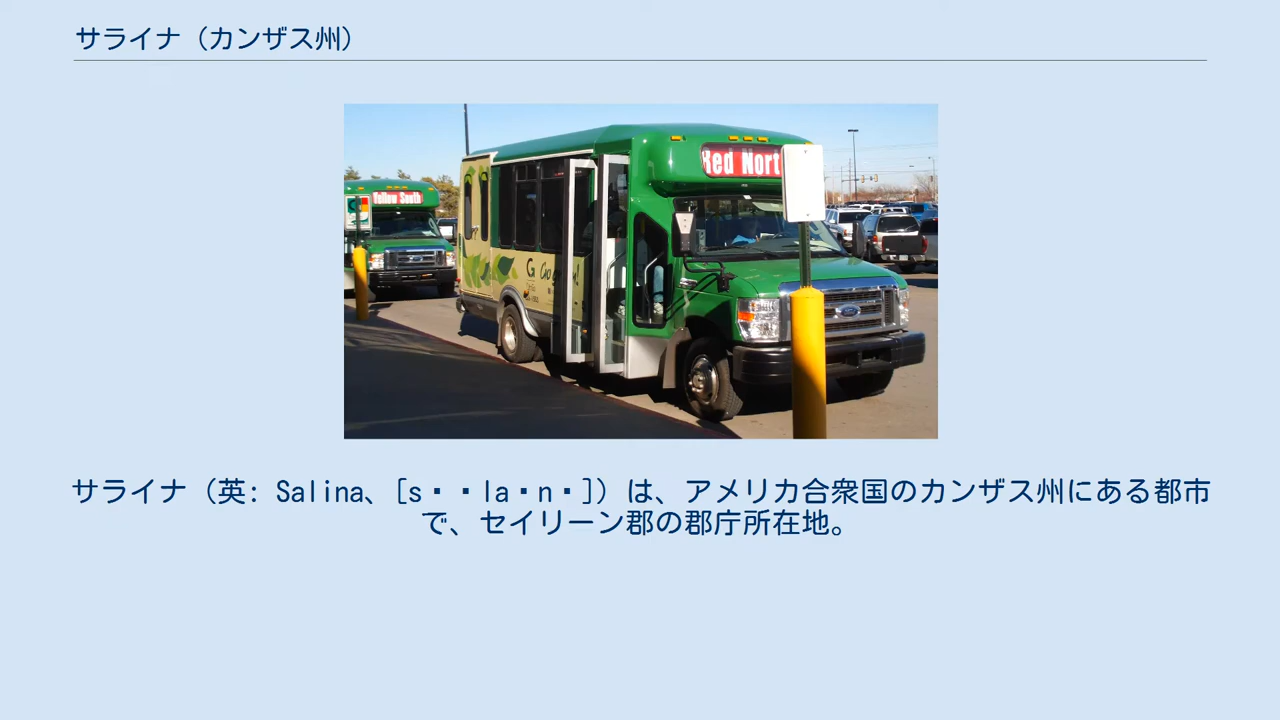 サライナ（カンザス州）
Yellow South
Red Nort
サライナ（英: Salina、[s・・la・n・]）は、アメリカ合衆国のカンザス州にある都市
で、セイリーン郡の郡庁所在地。